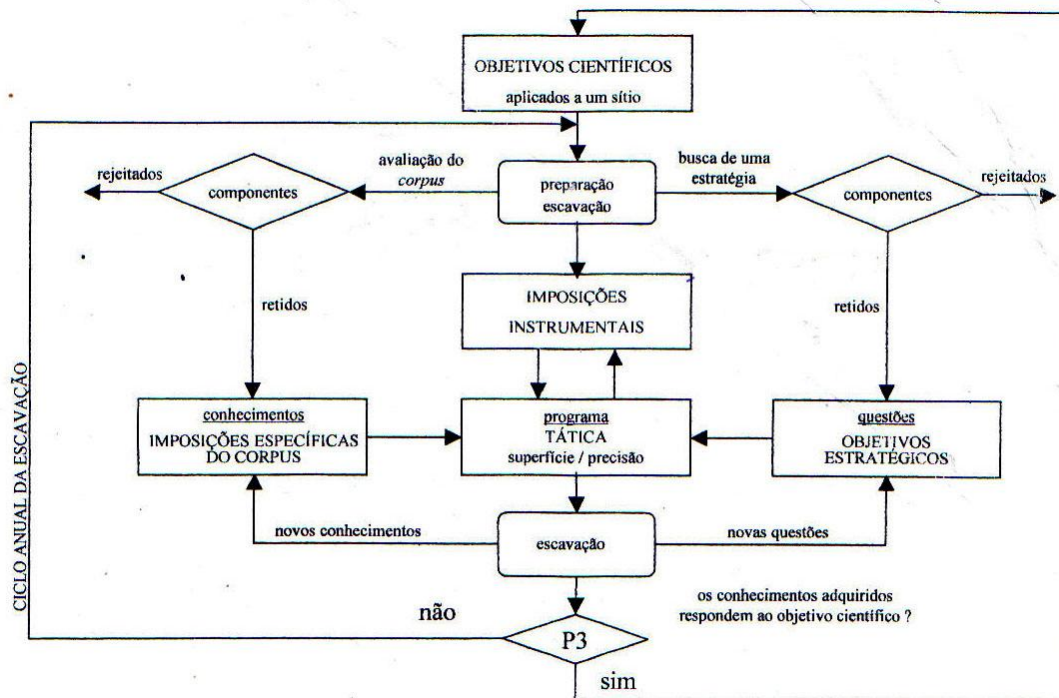 OBJETIVOS CIENTÍFICOS
aplicados a um sítio
rejeitados
componentes
avaliação do
corpus
preparação
escavação
busca de uma
estratégia
componentes
rejeitados
retidos
IMPOSIÇÕES
INSTRUMENTAIS
retidos
CICLO ANUAL DA ESCAVAÇÃO
conhecimentos
IMPOSIÇÕES ESPECÍFICAS
DO CORPUS
programa
TÁTICA
superfície / precisão
questões
OBJETIVOS
ESTRATÉGICOS
novos conhecimentos
escavação
novas questões
não
P3
os conhecimentos adquiridos
respondem ao objetivo científico ?
sim